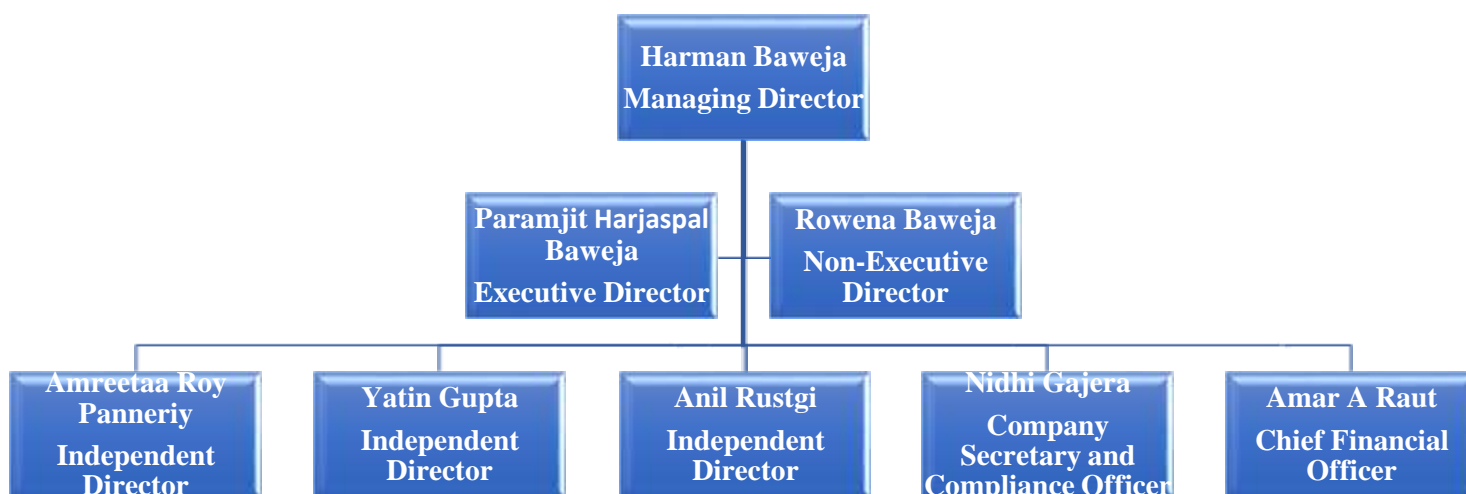 Harman Baweja
Managing Director
Paramjit Harjaspal
Baweja
Executive Director
Rowena Baweja
Non-Executive
Director
Amreetaa Roy
Panneriy
Independent
Director
Yatin Gupta
Independent
Director
Anil Rustgi
Independent
Director
Nidhi Gajera
Company
Secretary and
Compliance Officer
Amar A Raut
Chief Financial
Officer